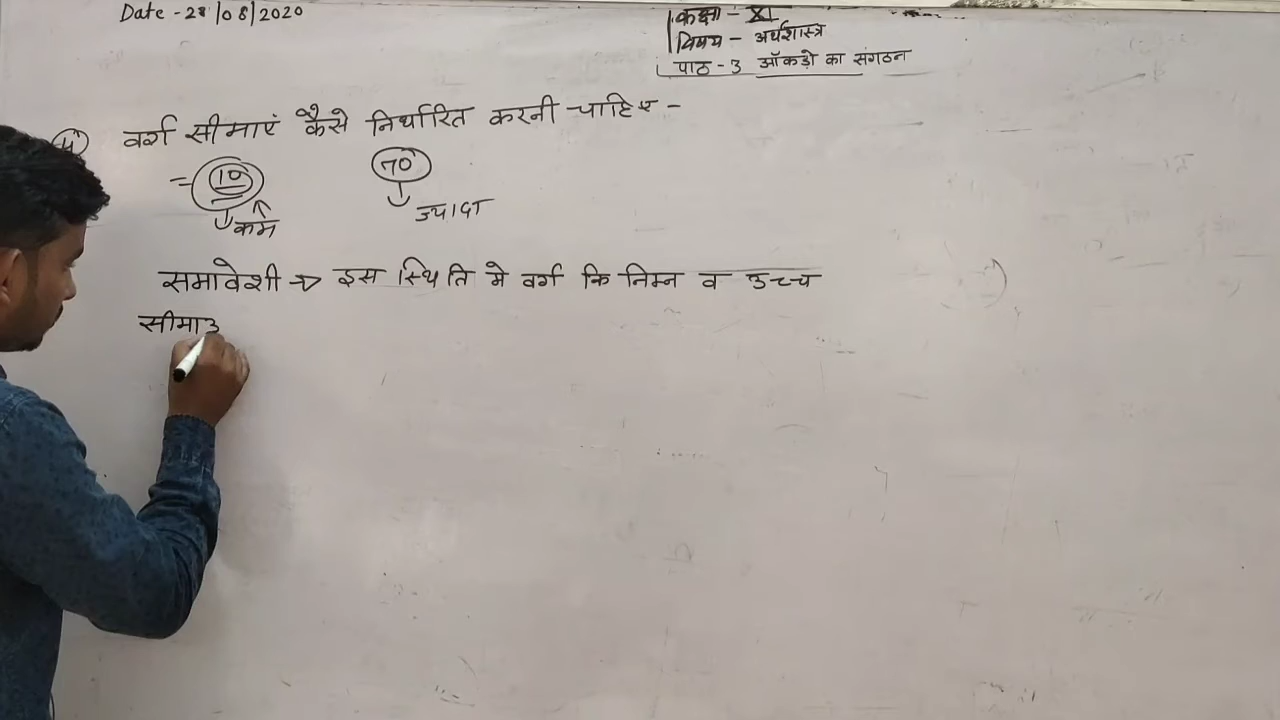 Date - 28/08/2020
कक्षा - XI
विषय - अर्थशास्त्र
पाठ - 3 आँकड़ो का संगठन
वर्ग सीमाएं कैसे निर्धारित करनी चाहिए -
= 10 70
कम ज्यादा
समावेशी → इस स्थिति मे वर्ग कि निम्न व उच्च
सीमाउ